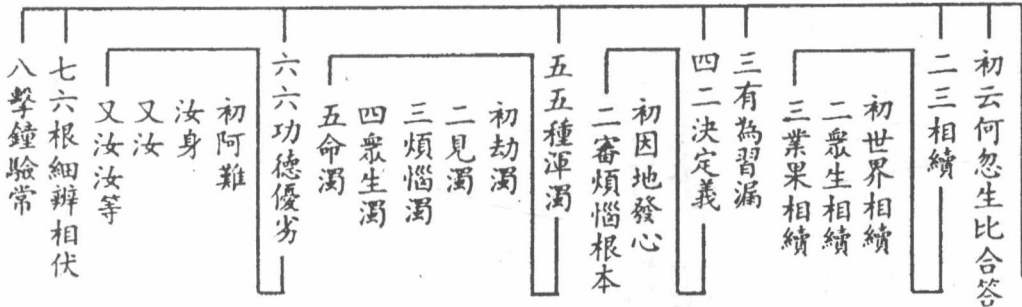 初云何忽生比合答
二三相續
初世界相續
二衆生相續
三業果相續
三有為習漏
四二決定義
初因地發心
二審煩惱根本
五五種渾濁
初劫濁
二見濁
三煩惱濁
四衆生濁
五命濁
六六功德優劣
初阿難
汝身
又汝
又汝汝等
七六根細辨相伏
八擊鐘驗常